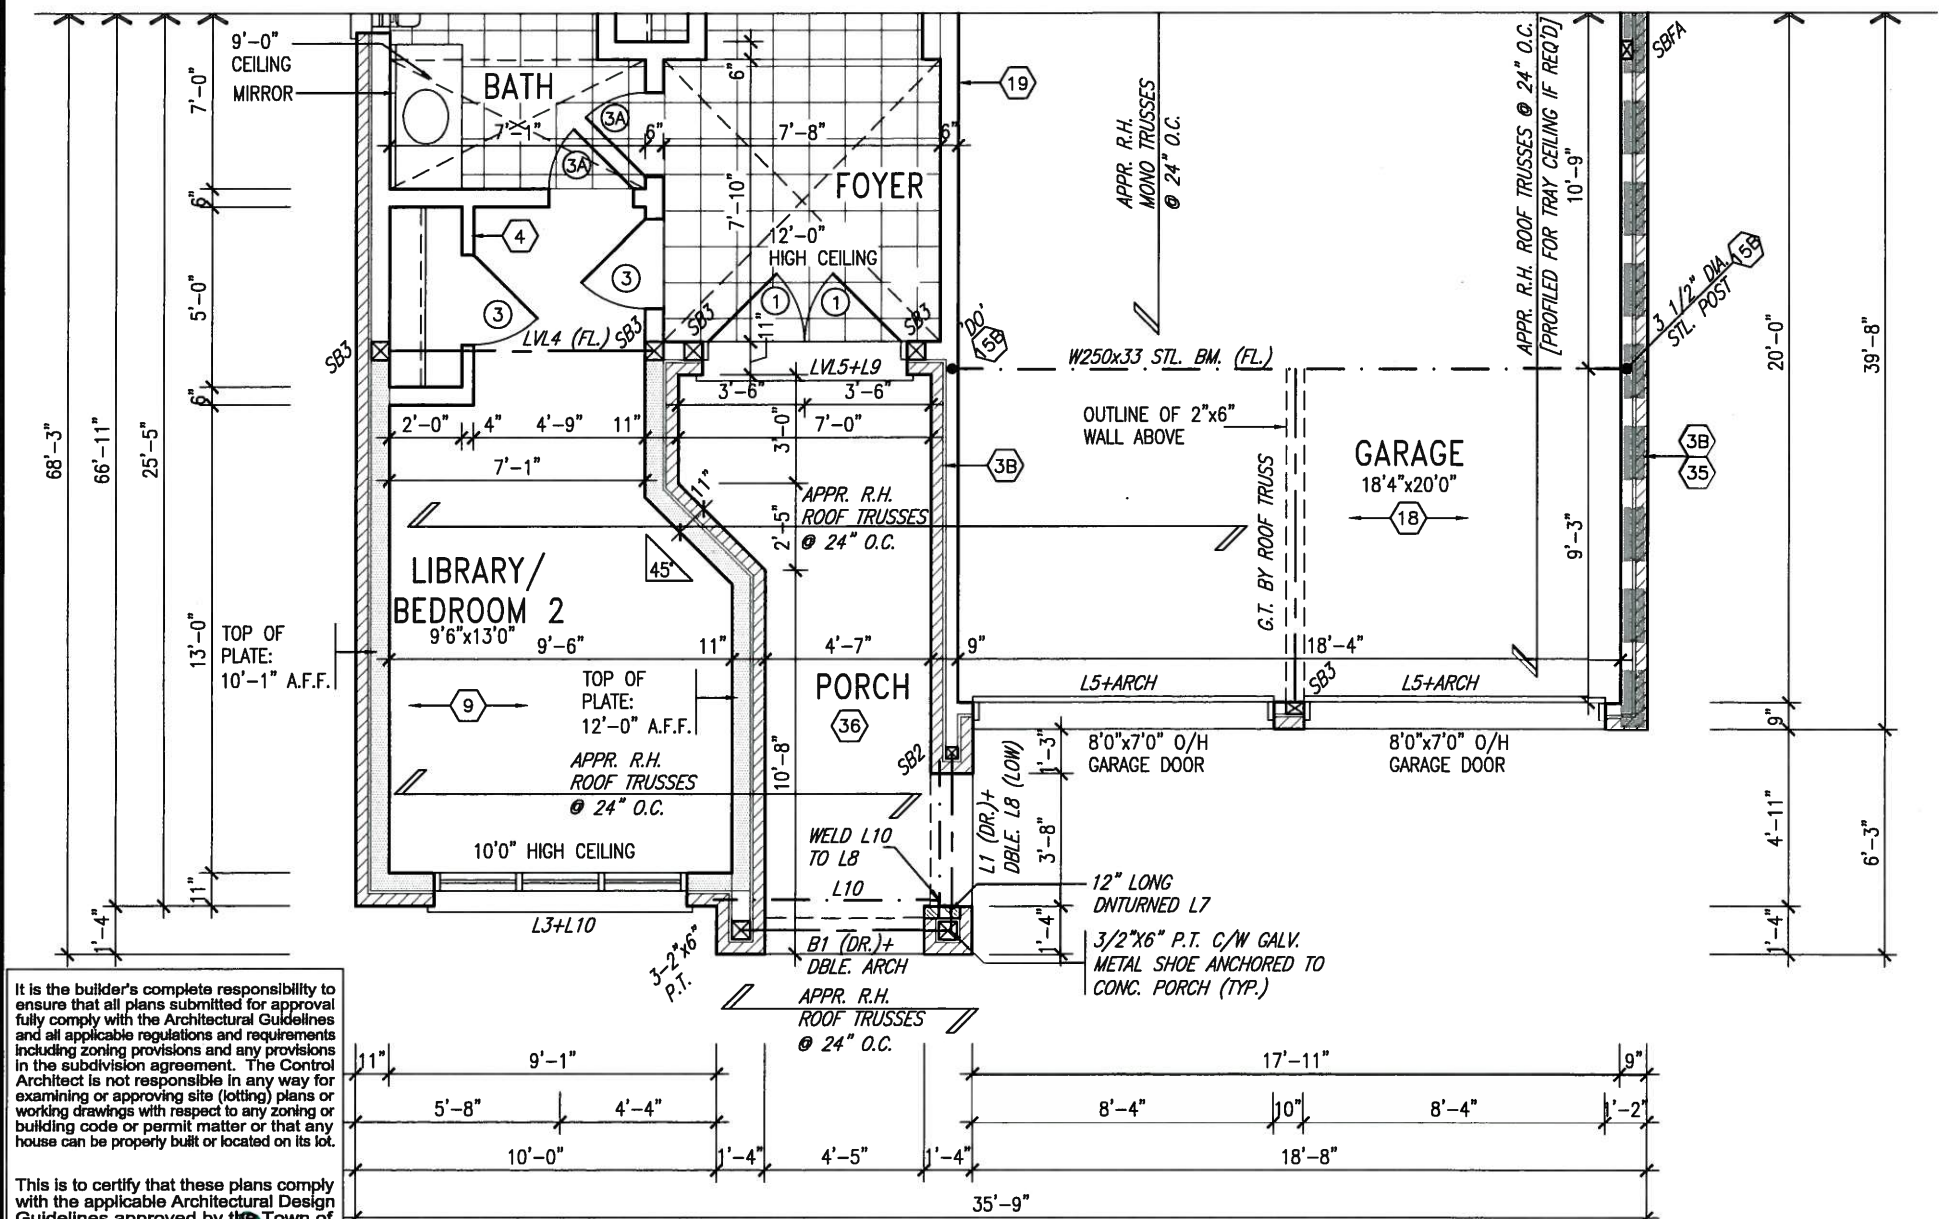 9'-0"
CEILING
MIRROR
BATH
7'-1"
3A
3A
6"
6"
7'-8"
6"
19
FOYER
7'-10"
12'-0"
HIGH CEILING
1
1
11"
4
3
3
APPR. R.H.
MONO TRUSSES
@ 24" O.C.
APPR. R.H. ROOF TRUSSES @ 24" O.C.
[PROFILED FOR TRAY CEILING IF REQ'D]
10'-9"
SBFA
3 1/2" DIA.
STL. POST
15B
7'-0"
6"
5'-0"
6"
13'-0"
11"
68'-3"
66'-11"
25'-5"
1'-4"
20'-0"
39'-8"
9"
4'-11"
6'-3"
1'-4"
SB3
LVL4 (FL.)
SB3
SB3
SB3
'DO'
15B
LVL5+L9
3'-6"
3'-6"
W250x33 STL. BM. (FL.)
OUTLINE OF 2"x6"
WALL ABOVE
GARAGE
18'4"x20'0"
18
3B
35
3B
2'-0"
4"
4'-9"
11"
7'-0"
3'-0"
7'-1"
11"
2'-5"
APPR. R.H.
ROOF TRUSSES
@ 24" O.C.
G.T. BY ROOF TRUSS
9'-3"
45°
LIBRARY/
BEDROOM 2
9'6"x13'0"
9'-6"
11"
4'-7"
9"
18'-4"
TOP OF
PLATE:
10'-1" A.F.F.
TOP OF
PLATE:
12'-0" A.F.F.
9
PORCH
36
L5+ARCH
SB3
L5+ARCH
8'0"x7'0" O/H
GARAGE DOOR
8'0"x7'0" O/H
GARAGE DOOR
SB2
10'-8"
1'-3"
L1 (DR.)+
DBLE. L8 (LOW)
3'-8"
1'-4"
APPR. R.H.
ROOF TRUSSES
@ 24" O.C.
10'0" HIGH CEILING
WELD L10
TO L8
L10
12" LONG
DNTURNED L7
L3+L10
3-2"x6"
P.T.
B1 (DR.)+
DBLE. ARCH
3/2"X6" P.T. C/W GALV.
METAL SHOE ANCHORED TO
CONC. PORCH (TYP.)
APPR. R.H.
ROOF TRUSSES
@ 24" O.C.
It is the builder's complete responsibility to
ensure that all plans submitted for approval
fully comply with the Architectural Guidelines
and all applicable regulations and requirements
including zoning provisions and any provisions
in the subdivision agreement. The Control
Architect is not responsible in any way for
examining or approving site (lotting) plans or
working drawings with respect to any zoning or
building code or permit matter or that any
house can be properly built or located on its lot.
This is to certify that these plans comply
with the applicable Architectural Design
Guidelines approved by the Town of
11"
9'-1"
17'-11"
9"
5'-8"
4'-4"
8'-4"
10"
8'-4"
1'-2"
10'-0"
1'-4"
4'-5"
1'-4"
18'-8"
35'-9"